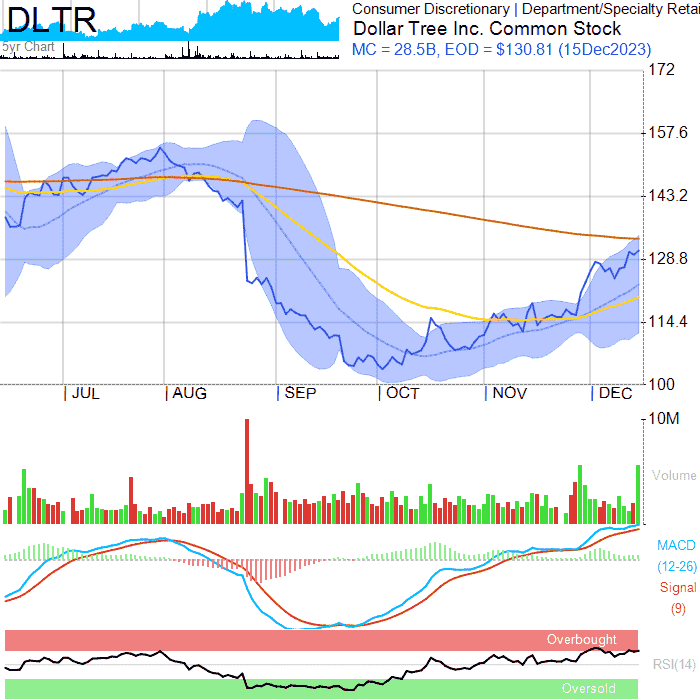 DLTR
5yr Chart
Consumer Discretionary | Department/Specialty Retai
Dollar Tree Inc. Common Stock
MC = 28.5B, EOD = $130.81 (15Dec2023)
172
157.6
143.2
128.8
114.4
100
JUL AUG SEP OCT NOV DEC
10M
Volume
MACD
(12-26)
Signal
(9)
Overbought
RSI(14)
Oversold